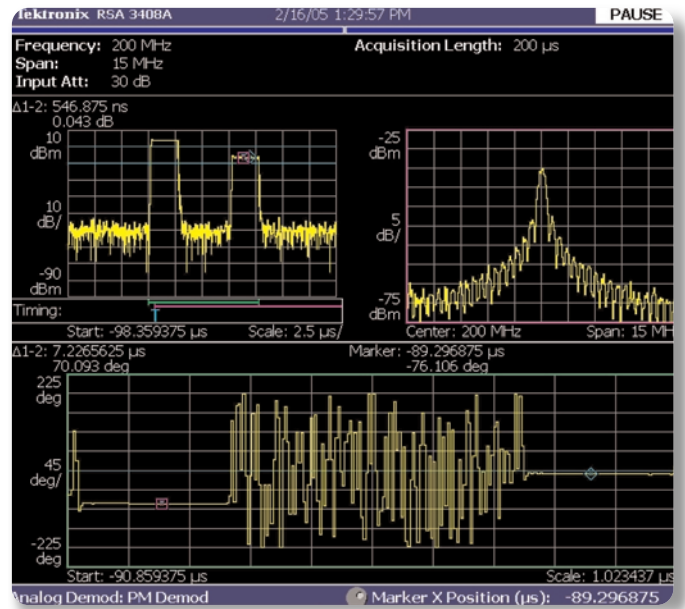 Tektronix RSA 3408A 2/16/05 1:29:57 PM PAUSE
Frequency: 200 MHz Acquisition Length: 200 µs
Span: 15 MHz
Input Att: 30 dB
Δ1-2: 546.875 ns
0.043 dB
10
dBm
10
dB/
-90
dBm
-25
dBm
5
dB/
-75
dBm
Timing:
Start: -98.359375 µs Scale: 2.5 µs/
Center: 200 MHz Span: 15 MH
Δ1-2: 7.2265625 µs Marker: -89.296875 µs
70.093 deg -76.106 deg
225
deg
45
deg/
-225
deg
Start: -90.859375 µs Scale: 1.023437 µs
Analog Demod: PM Demod Marker X Position (µs): -89.296875